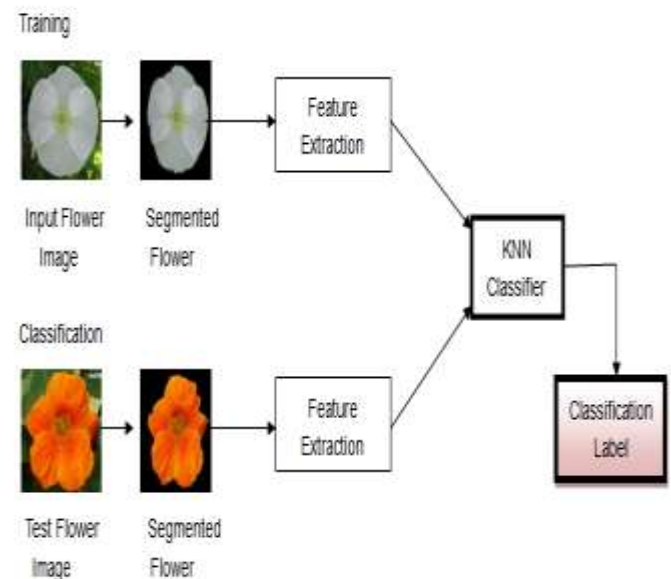 Training
Feature
Extraction
Input Flower
Image
Segmented
Flower
KNN
Classifier
Classification
Feature
Extraction
Classification
Label
Test Flower
Image
Segmented
Flower